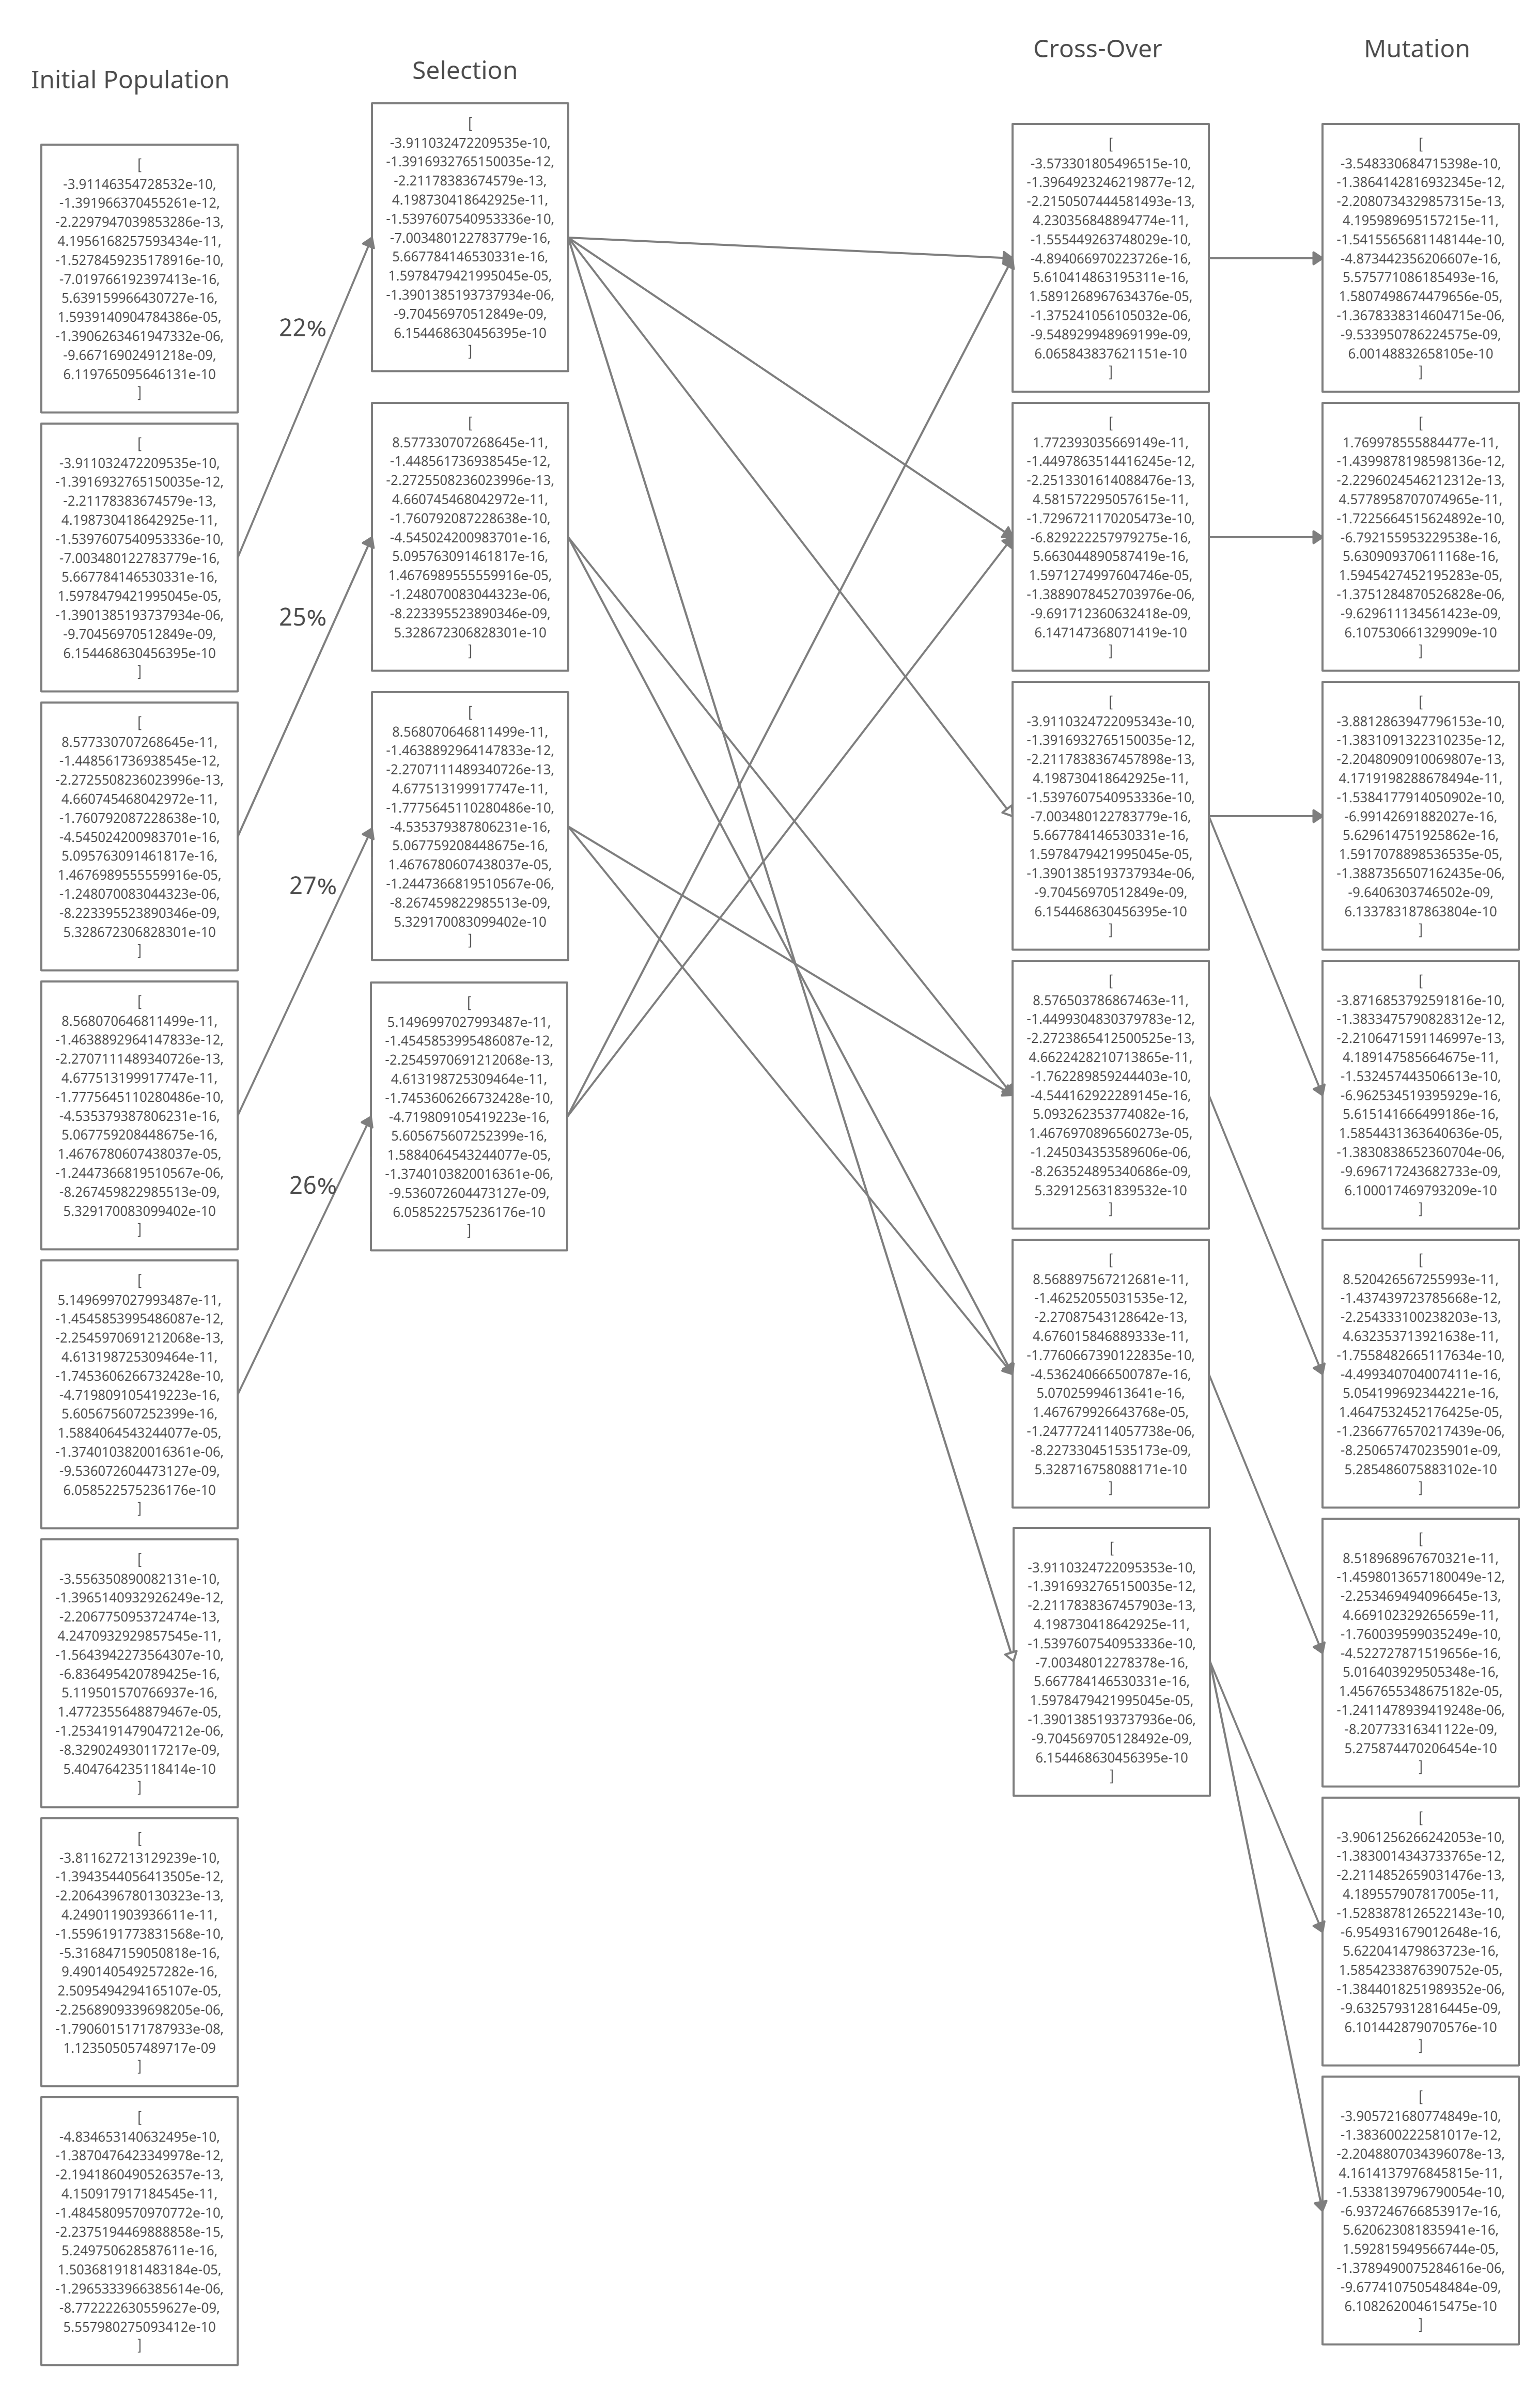 Initial Population
[
-3.91146354728532e-10,
-1.391966370455261e-12,
-2.2297947039853286e-13,
4.1956168257593434e-11,
-1.5278459235178916e-10,
-7.019766192397413e-16,
5.639159966430727e-16,
1.5939140904784386e-05,
-1.3906263461947332e-06,
-9.66716902491218e-09,
6.119765095646131e-10
]
[
-3.911032472209535e-10,
-1.3916932765150035e-12,
-2.21178383674579e-13,
4.198730418642925e-11,
-1.5397607540953336e-10,
-7.003480122783779e-16,
5.667784146530331e-16,
1.5978479421995045e-05,
-1.3901385193737934e-06,
-9.70456970512849e-09,
6.154468630456395e-10
]
[
8.577330707268645e-11,
-1.448561736938545e-12,
-2.2725508236023996e-13,
4.660745468042972e-11,
-1.760792087228638e-10,
-4.545024200983701e-16,
5.095763091461817e-16,
1.4676989555559916e-05,
-1.248070083044323e-06,
-8.223395523890346e-09,
5.328672306828301e-10
]
[
8.568070646811499e-11,
-1.4638892964147833e-12,
-2.2707111489340726e-13,
4.677513199917747e-11,
-1.7775645110280486e-10,
-4.535379387806231e-16,
5.067759208448675e-16,
1.4676780607438037e-05,
-1.2447366819510567e-06,
-8.267459822985513e-09,
5.329170083099402e-10
]
[
5.1496997027993487e-11,
-1.4545853995486087e-12,
-2.2545970691212068e-13,
4.613198725309464e-11,
-1.7453606266732428e-10,
-4.719809105419223e-16,
5.605675607252399e-16,
1.5884064543244077e-05,
-1.3740103820016361e-06,
-9.536072604473127e-09,
6.058522575236176e-10
]
[
-3.556350890082131e-10,
-1.3965140932926249e-12,
-2.206775095372474e-13,
4.2470932929857545e-11,
-1.5643942273564307e-10,
-6.836495420789425e-16,
5.119501570766937e-16,
1.4772355648879467e-05,
-1.2534191479047212e-06,
-8.329024930117217e-09,
5.404764235118414e-10
]
[
-3.811627213129239e-10,
-1.3943544056413505e-12,
-2.2064396780130323e-13,
4.249011903936611e-11,
-1.5596191773831568e-10,
-5.316847159050818e-16,
9.490140549257282e-16,
2.5095494294165107e-05,
-2.2568909339698205e-06,
-1.7906015171787933e-08,
1.123505057489717e-09
]
[
-4.834653140632495e-10,
-1.3870476423349978e-12,
-2.1941860490526357e-13,
4.150917917184545e-11,
-1.4845809570970772e-10,
-2.2375194469888858e-15,
5.249750628587611e-16,
1.5036819181483184e-05,
-1.2965333966385614e-06,
-8.772222630559627e-09,
5.557980275093412e-10
]
22%
25%
27%
26%
Selection
[
-3.911032472209535e-10,
-1.3916932765150035e-12,
-2.21178383674579e-13,
4.198730418642925e-11,
-1.5397607540953336e-10,
-7.003480122783779e-16,
5.667784146530331e-16,
1.5978479421995045e-05,
-1.3901385193737934e-06,
-9.70456970512849e-09,
6.154468630456395e-10
]
[
8.577330707268645e-11,
-1.448561736938545e-12,
-2.2725508236023996e-13,
4.660745468042972e-11,
-1.760792087228638e-10,
-4.545024200983701e-16,
5.095763091461817e-16,
1.4676989555559916e-05,
-1.248070083044323e-06,
-8.223395523890346e-09,
5.328672306828301e-10
]
[
8.568070646811499e-11,
-1.4638892964147833e-12,
-2.2707111489340726e-13,
4.677513199917747e-11,
-1.7775645110280486e-10,
-4.535379387806231e-16,
5.067759208448675e-16,
1.4676780607438037e-05,
-1.2447366819510567e-06,
-8.267459822985513e-09,
5.329170083099402e-10
]
[
5.1496997027993487e-11,
-1.4545853995486087e-12,
-2.2545970691212068e-13,
4.613198725309464e-11,
-1.7453606266732428e-10,
-4.719809105419223e-16,
5.605675607252399e-16,
1.5884064543244077e-05,
-1.3740103820016361e-06,
-9.536072604473127e-09,
6.058522575236176e-10
]
Cross-Over
[
-3.573301805496515e-10,
-1.3964923246219877e-12,
-2.2150507444581493e-13,
4.230356848894774e-11,
-1.555449263748029e-10,
-4.894066970223726e-16,
5.610414863195311e-16,
1.5891268967634376e-05,
-1.375241056105032e-06,
-9.548929948969199e-09,
6.065843837621151e-10
]
[
1.772393035669149e-11,
-1.4497863514416245e-12,
-2.2513301614088476e-13,
4.581572295057615e-11,
-1.7296721170205473e-10,
-6.829222257979275e-16,
5.663044890587419e-16,
1.5971274997604746e-05,
-1.3889078452703976e-06,
-9.691712360632418e-09,
6.147147368071419e-10
]
[
-3.9110324722095343e-10,
-1.3916932765150035e-12,
-2.2117838367457898e-13,
4.198730418642925e-11,
-1.5397607540953336e-10,
-7.003480122783779e-16,
5.667784146530331e-16,
1.5978479421995045e-05,
-1.3901385193737934e-06,
-9.70456970512849e-09,
6.154468630456395e-10
]
[
8.576503786867463e-11,
-1.4499304830379783e-12,
-2.2723865412500525e-13,
4.6622428210713865e-11,
-1.762289859244403e-10,
-4.544162922289145e-16,
5.093262353774082e-16,
1.4676970896560273e-05,
-1.245034353589606e-06,
-8.263524895340686e-09,
5.329125631839532e-10
]
[
8.568897567212681e-11,
-1.46252055031535e-12,
-2.27087543128642e-13,
4.676015846889333e-11,
-1.7760667390122835e-10,
-4.536240666500787e-16,
5.07025994613641e-16,
1.467679926643768e-05,
-1.2477724114057738e-06,
-8.227330451535173e-09,
5.328716758088171e-10
]
[
-3.9110324722095353e-10,
-1.3916932765150035e-12,
-2.2117838367457903e-13,
4.198730418642925e-11,
-1.5397607540953336e-10,
-7.00348012278378e-16,
5.667784146530331e-16,
1.5978479421995045e-05,
-1.3901385193737936e-06,
-9.704569705128492e-09,
6.154468630456395e-10
]
Mutation
[
-3.548330684715398e-10,
-1.3864142816932345e-12,
-2.2080734329857315e-13,
4.195989695157215e-11,
-1.5415565681148144e-10,
-4.873442356206607e-16,
5.575771086185493e-16,
1.5807498674479656e-05,
-1.3678338314604715e-06,
-9.533950786224575e-09,
6.00148832658105e-10
]
[
1.769978555884477e-11,
-1.4399878198598136e-12,
-2.2296024546212312e-13,
4.5778958707074965e-11,
-1.7225664515624892e-10,
-6.792155953229538e-16,
5.630909370611168e-16,
1.5945427452195283e-05,
-1.3751284870526828e-06,
-9.629611134561423e-09,
6.107530661329909e-10
]
[
-3.8812863947796153e-10,
-1.3831091322310235e-12,
-2.2048090910069807e-13,
4.1719198288678494e-11,
-1.5384177914050902e-10,
-6.99142691882027e-16,
5.629614751925862e-16,
1.5917078898536535e-05,
-1.3887356507162435e-06,
-9.6406303746502e-09,
6.133783187863804e-10
]
[
-3.8716853792591816e-10,
-1.3833475790828312e-12,
-2.2106471591146997e-13,
4.189147585664675e-11,
-1.532457443506613e-10,
-6.962534519395929e-16,
5.615141666499186e-16,
1.5854431363640636e-05,
-1.3830838652360704e-06,
-9.696717243682733e-09,
6.100017469793209e-10
]
[
8.520426567255993e-11,
-1.437439723785668e-12,
-2.254333100238203e-13,
4.632353713921638e-11,
-1.7558482665117634e-10,
-4.499340704007411e-16,
5.054199692344221e-16,
1.4647532452176425e-05,
-1.2366776570217439e-06,
-8.250657470235901e-09,
5.285486075883102e-10
]
[
8.518968967670321e-11,
-1.4598013657180049e-12,
-2.253469494096645e-13,
4.669102329265659e-11,
-1.760039599035249e-10,
-4.522727871519656e-16,
5.016403929505348e-16,
1.4567655348675182e-05,
-1.2411478939419248e-06,
-8.20773316341122e-09,
5.275874470206454e-10
]
[
-3.9061256266242053e-10,
-1.3830014343733765e-12,
-2.2114852659031476e-13,
4.189557907817005e-11,
-1.5283878126522143e-10,
-6.954931679012648e-16,
5.622041479863723e-16,
1.5854233876390752e-05,
-1.3844018251989352e-06,
-9.632579312816445e-09,
6.101442879070576e-10
]
[
-3.905721680774849e-10,
-1.383600222581017e-12,
-2.2048807034396078e-13,
4.1614137976845815e-11,
-1.5338139796790054e-10,
-6.937246766853917e-16,
5.620623081835941e-16,
1.592815949566744e-05,
-1.3789490075284616e-06,
-9.677410750548484e-09,
6.108262004615475e-10
]